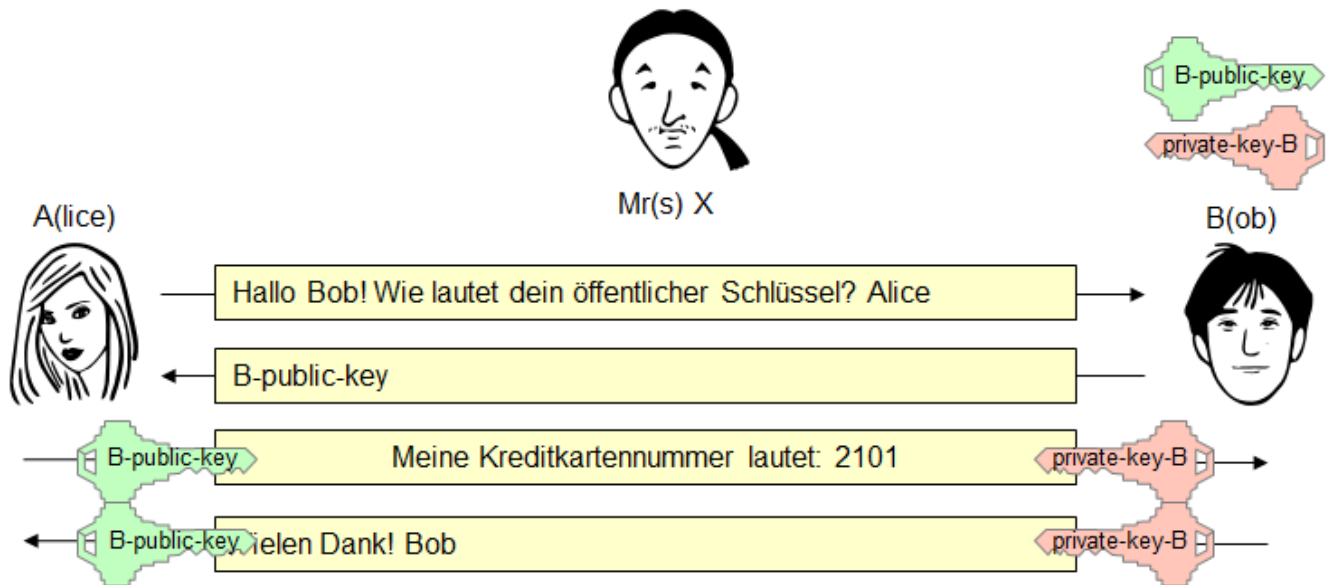 B-public-key
private-key-B
Mr(s) X
A(lice)
B(ob)
Hallo Bob! Wie lautet dein öffentlicher Schlüssel? Alice
B-public-key
B-public-key Meine Kreditkartennummer lautet: 2101 private-key-B
B-public-key ielen Dank! Bob private-key-B